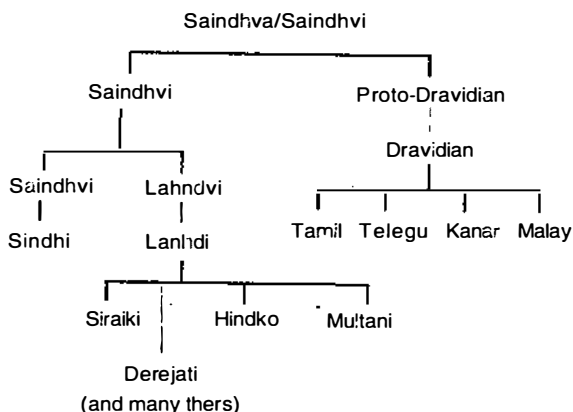 Saindhva/Saindhvi
Saindhvi Proto-Dravidian
Dravidian
Saindhvi Lahndvi
Sindhi Lanhdi
Tamil Telegu Kanar Malay
Siraiki Hindko Multani
Derejati
(and many thers)